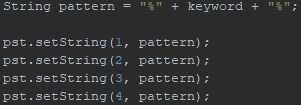 String pattern = "%" + keyword + "%";
pst.setString(1, pattern);
pst.setString(2, pattern);
pst.setString(3, pattern);
pst.setString(4, pattern);